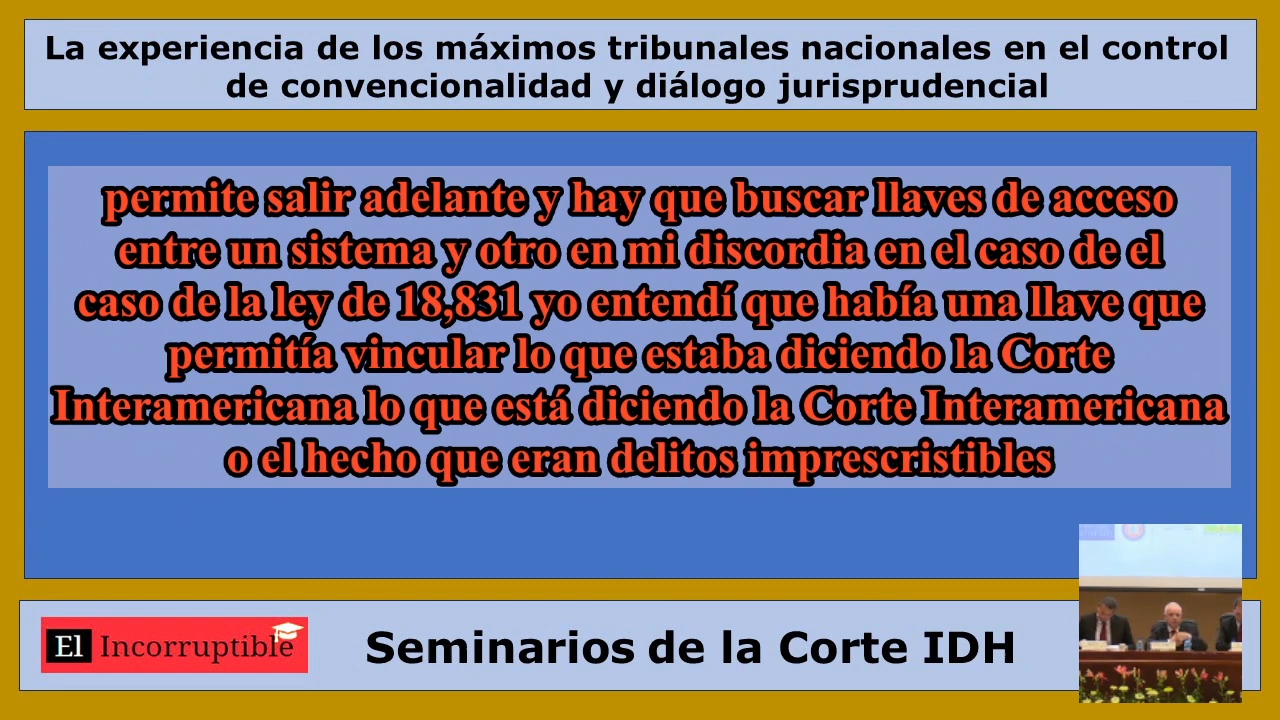 La experiencia de los máximos tribunales nacionales en el control
de convencionalidad y diálogo jurisprudencial
permite salir adelante y hay que buscar llaves de acceso
entre un sistema y otro en mi discordia en el caso de el
caso de la ley de 18,831 yo entendí que había una llave que
permitía vincular lo que estaba diciendo la Corte
Interamericana lo que está diciendo la Corte Interamericana
o el hecho que eran delitos imprescristibles
El Incorruptible
Seminarios de la Corte IDH